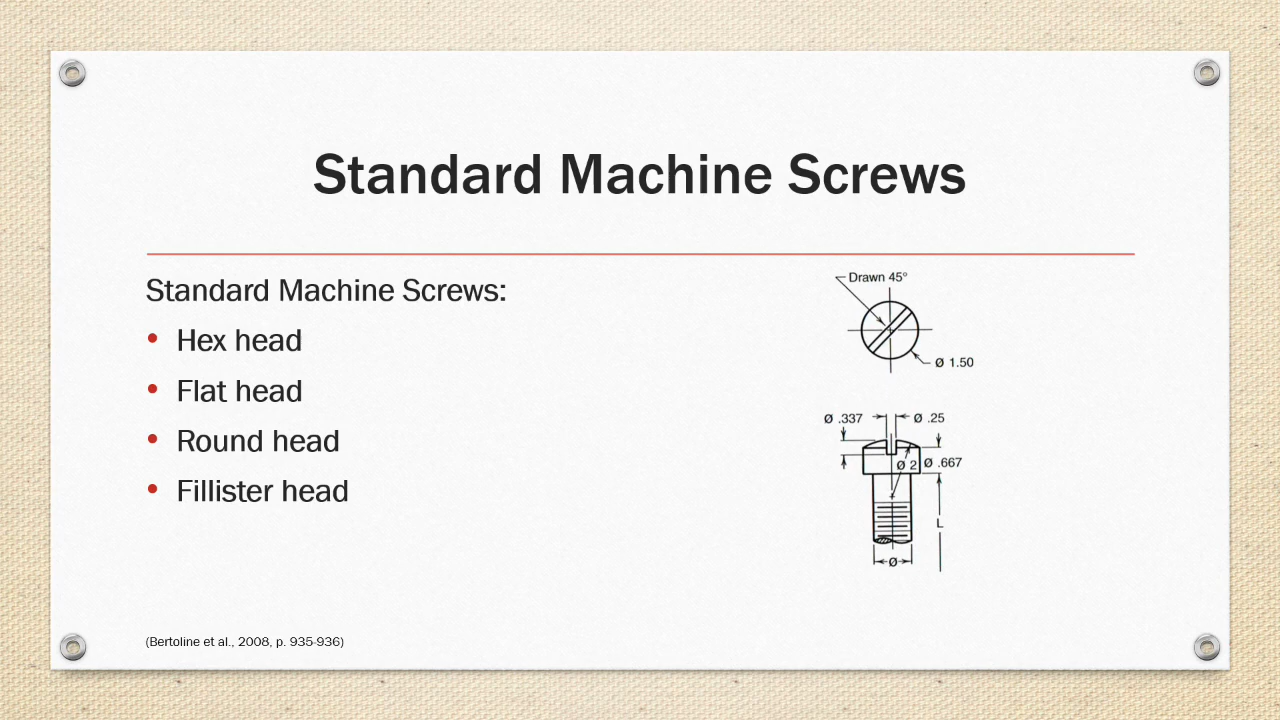 Standard Machine Screws
Standard Machine Screws:
• Hex head
• Flat head
• Round head
• Fillister head
(Bertoline et al., 2008, p. 935-936)
Drawn 45°
Ø 1.50
Ø .337
Ø .25
Ø 2
Ø .667
L
Ø